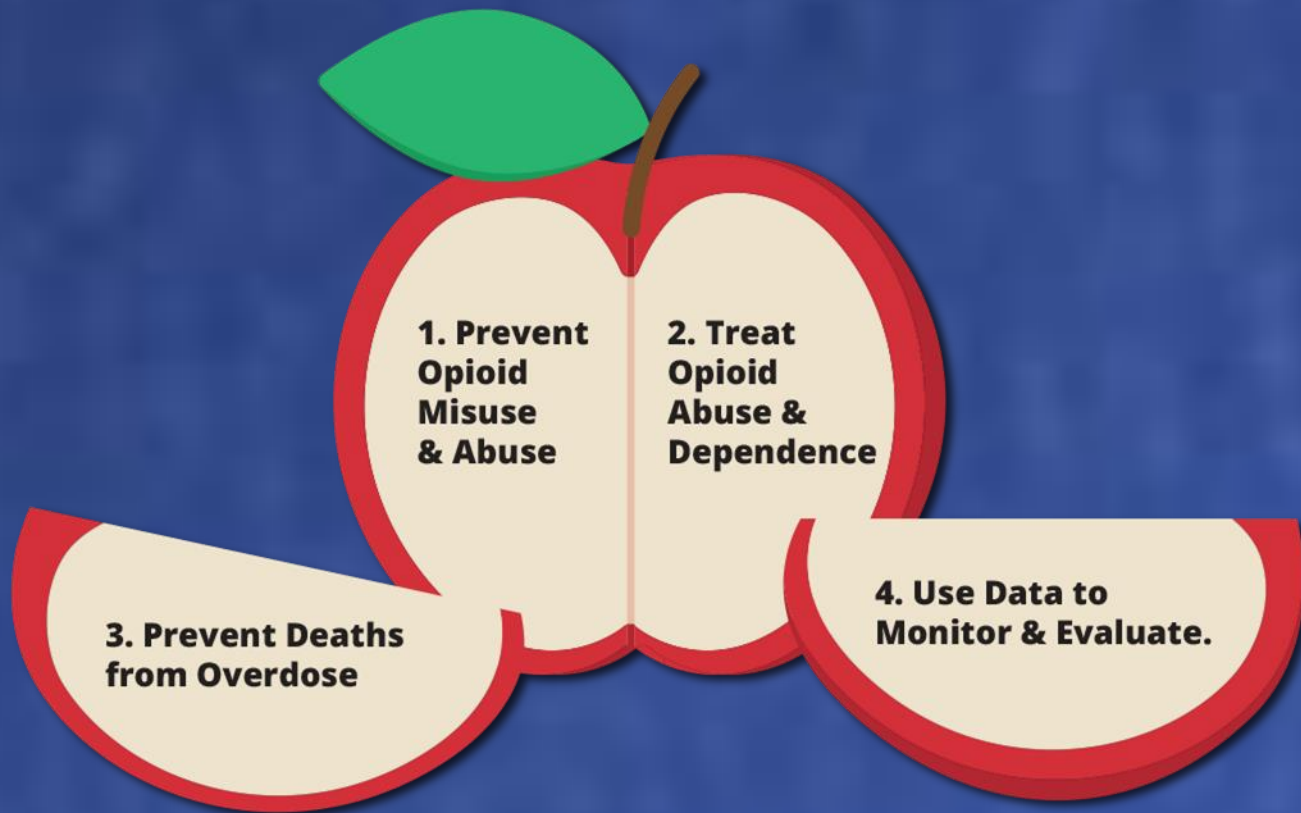 1. Prevent
Opioid
Misuse
& Abuse
2. Treat
Opioid
Abuse &
Dependence
3. Prevent Deaths
from Overdose
4. Use Data to
Monitor & Evaluate.